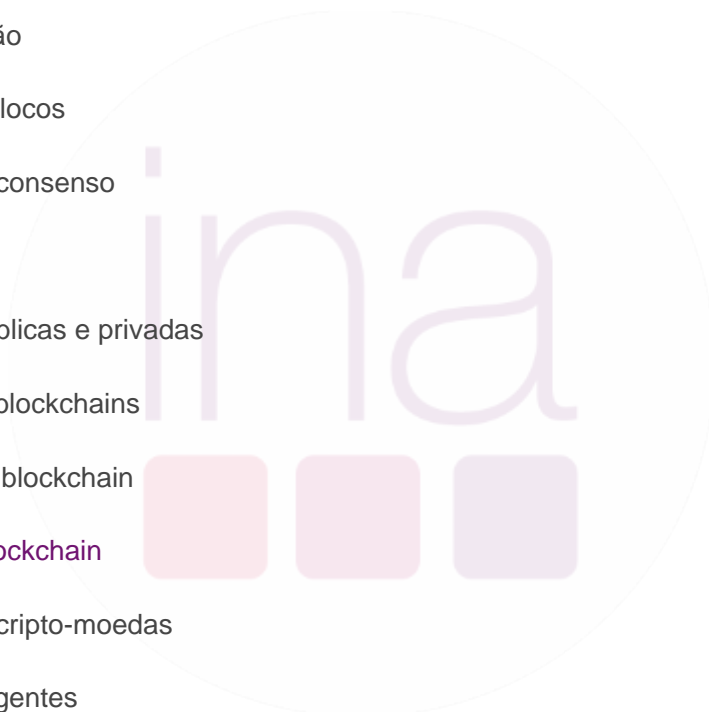 ão
locos
consenso
blicas e privadas
blockchains
blockchain
ockchain
cripto-moedas
gentes
ina